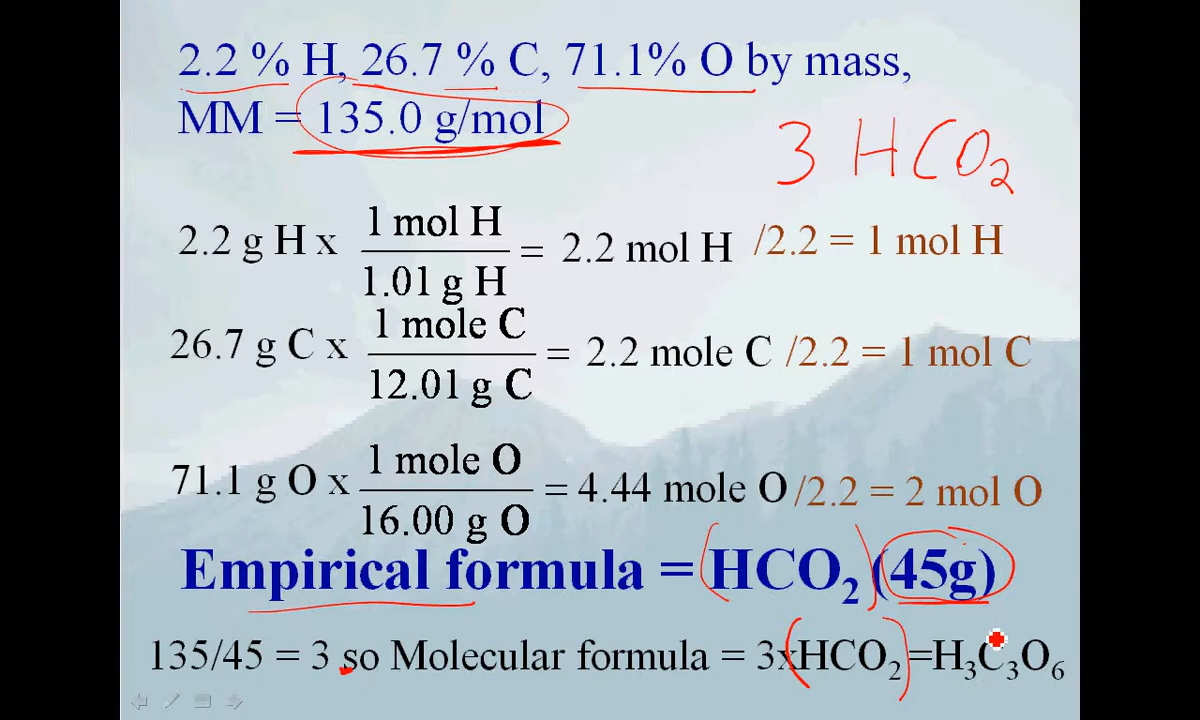 2.2 % H, 26.7 % C, 71.1% O by mass,
MM = 135.0 g/mol
3 HCO₂
2.2 g H x 1 mol H / 1.01 g H = 2.2 mol H /2.2 = 1 mol H
26.7 g C x 1 mole C / 12.01 g C = 2.2 mole C /2.2 = 1 mol C
71.1 g O x 1 mole O / 16.00 g O = 4.44 mole O /2.2 = 2 mol O
Empirical formula = HCO₂ (45g)
135/45 = 3 so Molecular formula = 3xHCO₂=H₃C₃O₆